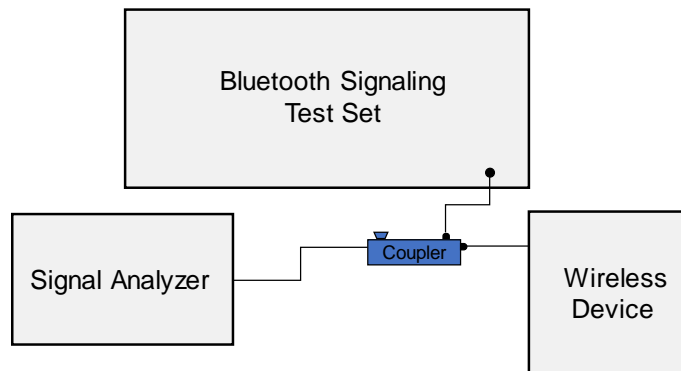 Bluetooth Signaling
Test Set
Signal Analyzer
Coupler
Wireless
Device